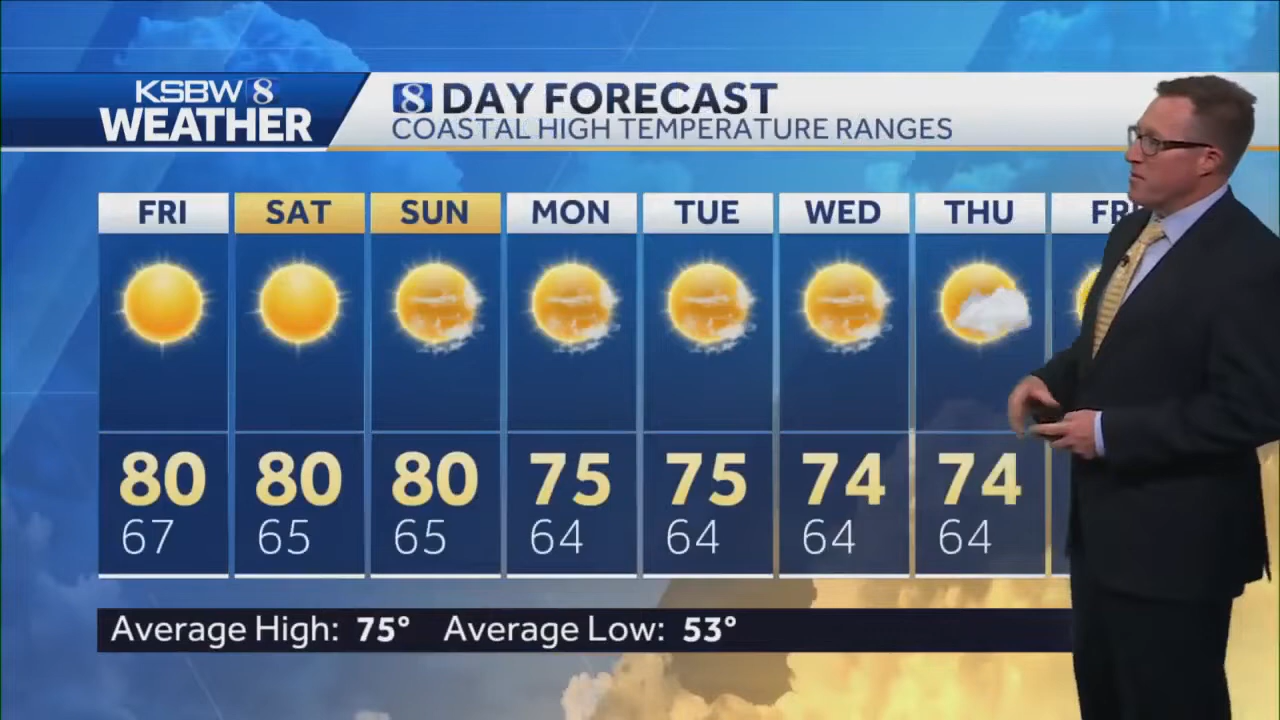 KSBW 8
WEATHER
8 DAY FORECAST
COASTAL HIGH TEMPERATURE RANGES
FRI SAT SUN MON TUE WED THU
80 80 80 75 75 74 74
67 65 65 64 64 64 64
Average High: 75° Average Low: 53°